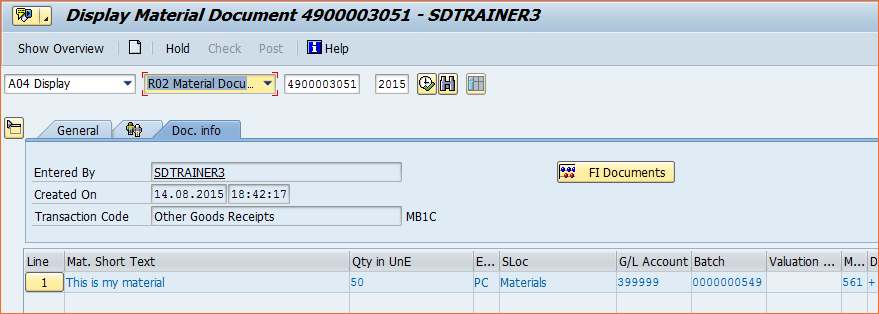 Display Material Document 4900003051 - SDTRAINER3
Show Overview Hold Check Post Help
A04 Display R02 Material Docu... 4900003051 2015
General Doc. info
Entered By SDTRAINER3 FI Documents
Created On 14.08.2015 18:42:17
Transaction Code Other Goods Receipts MB1C
Line Mat. Short Text Qty in UnE E... SLoc G/L Account Batch Valuation ... M... D
1 This is my material 50 PC Materials 399999 0000000549 561 +